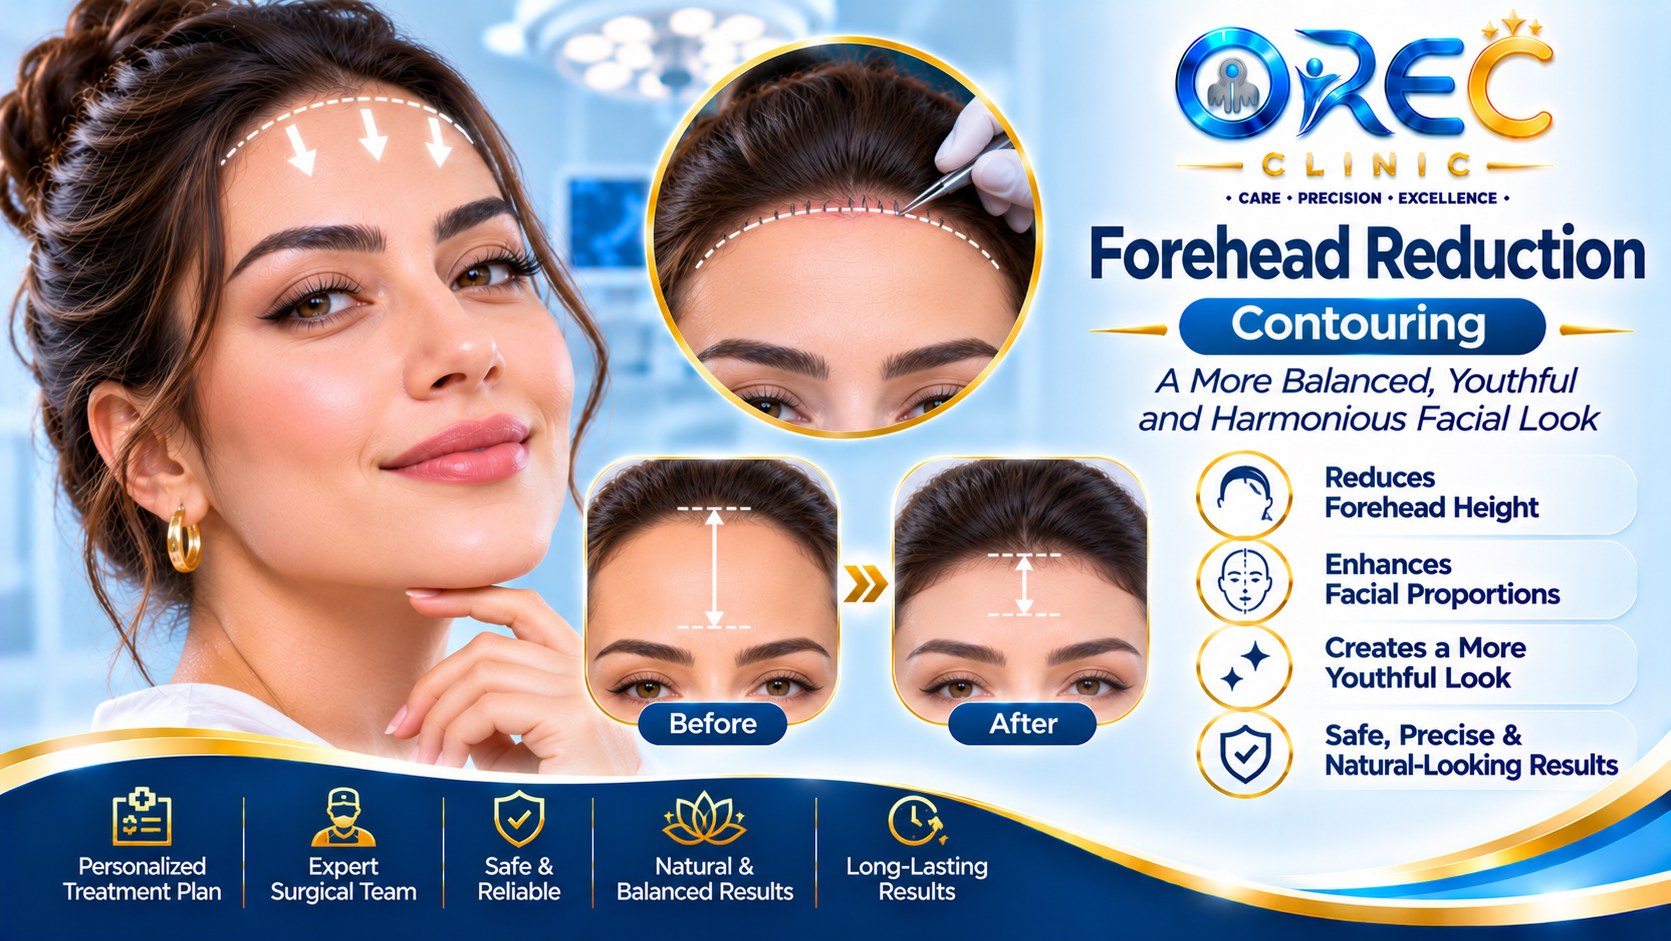 OREC
CLINIC
• CARE • PRECISION • EXCELLENCE •
Forehead Reduction
Contouring
A More Balanced, Youthful
and Harmonious Facial Look
Reduces
Forehead Height
Enhances
Facial Proportions
Creates a More
Youthful Look
Safe, Precise &
Natural-Looking Results
Before
After
Personalized
Treatment Plan
Expert
Surgical Team
Safe &
Reliable
Natural &
Balanced Results
Long-Lasting
Results